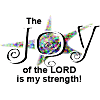 The
JOY
of the LORD
is my strength!